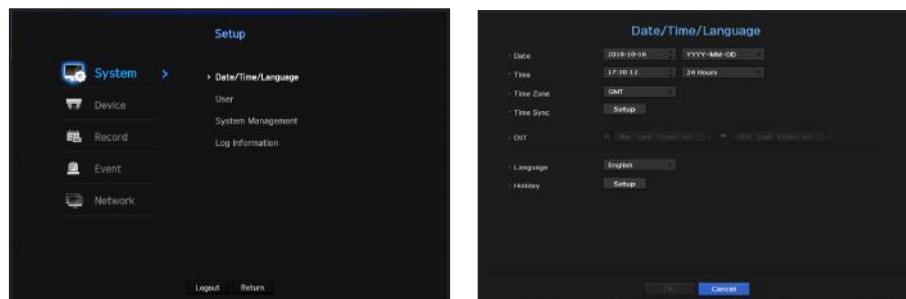 Setup
System >
› Date/Time/Language
User
System Management
Log Information
Device
Record
Event
Network
Logout Return
Date/Time/Language
· Date 2018-10-16 YYYY-MM-DD
· Time 17:30:12 24 Hours
· Time Zone GMT
· Time Sync Setup
· DST
· Language English
· Holiday Setup
OK Cancel